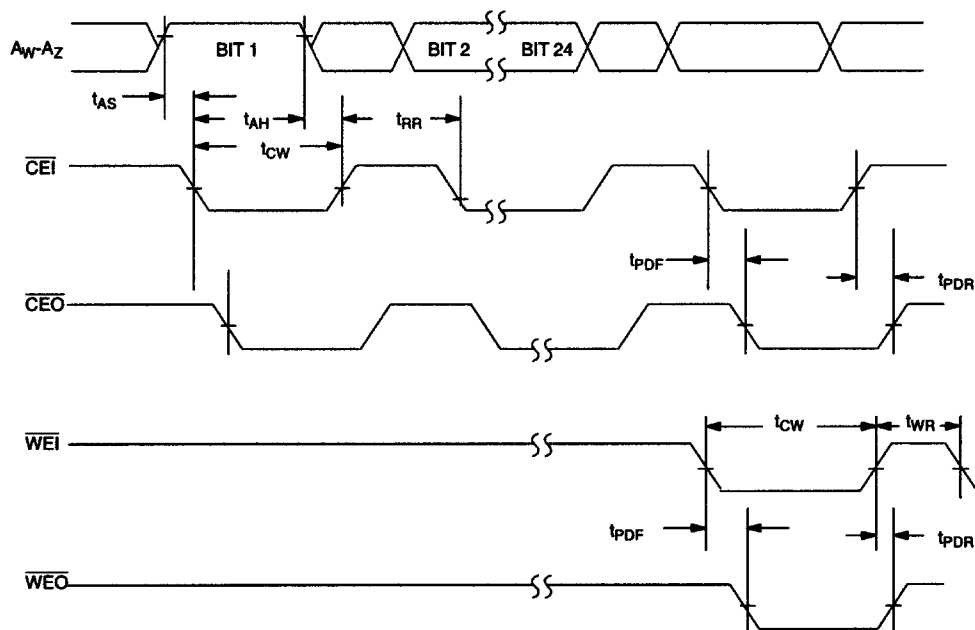 AW-AZ BIT 1 BIT 2 BIT 24
tAS
tAH tRR
tCW
CEI
tPDF tPDR
CEO
WEI tCW tWR
tPDF tPDR
WEO